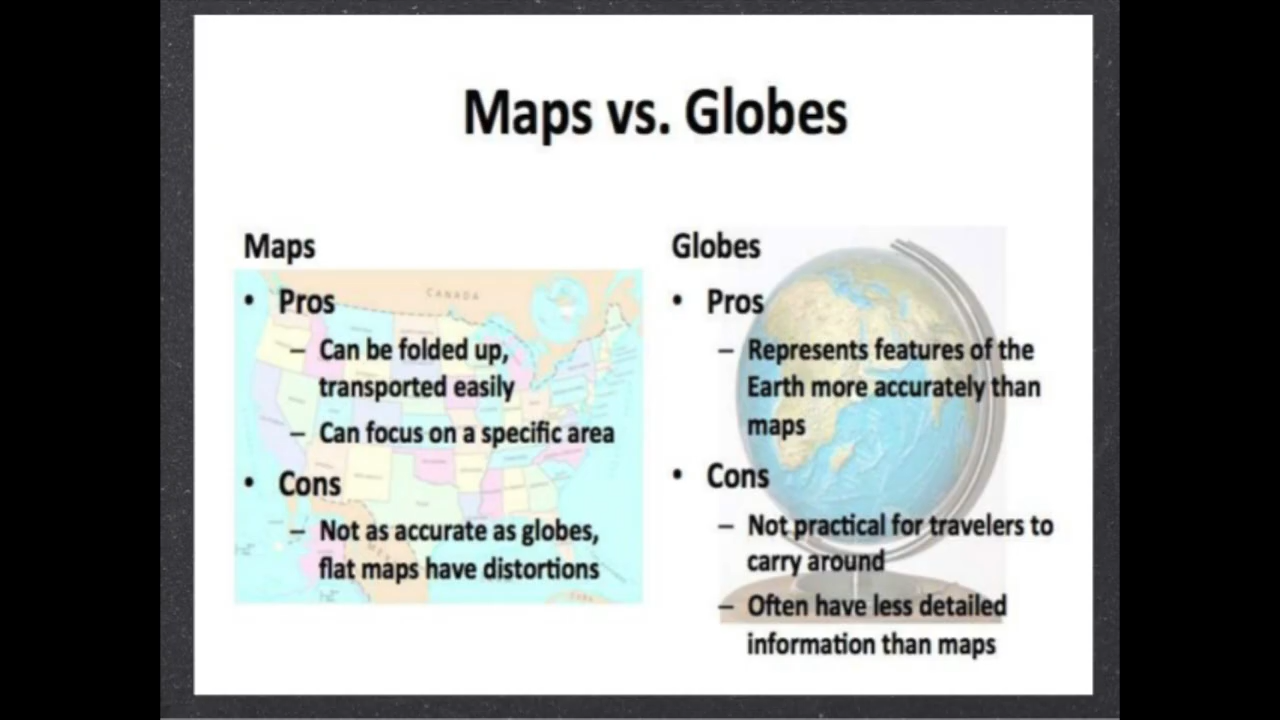 Maps vs. Globes
Maps
• Pros
– Can be folded up,
transported easily
– Can focus on a specific area
• Cons
– Not as accurate as globes,
flat maps have distortions
Globes
• Pros
– Represents features of the
Earth more accurately than
maps
• Cons
– Not practical for travelers to
carry around
– Often have less detailed
information than maps
CANADA